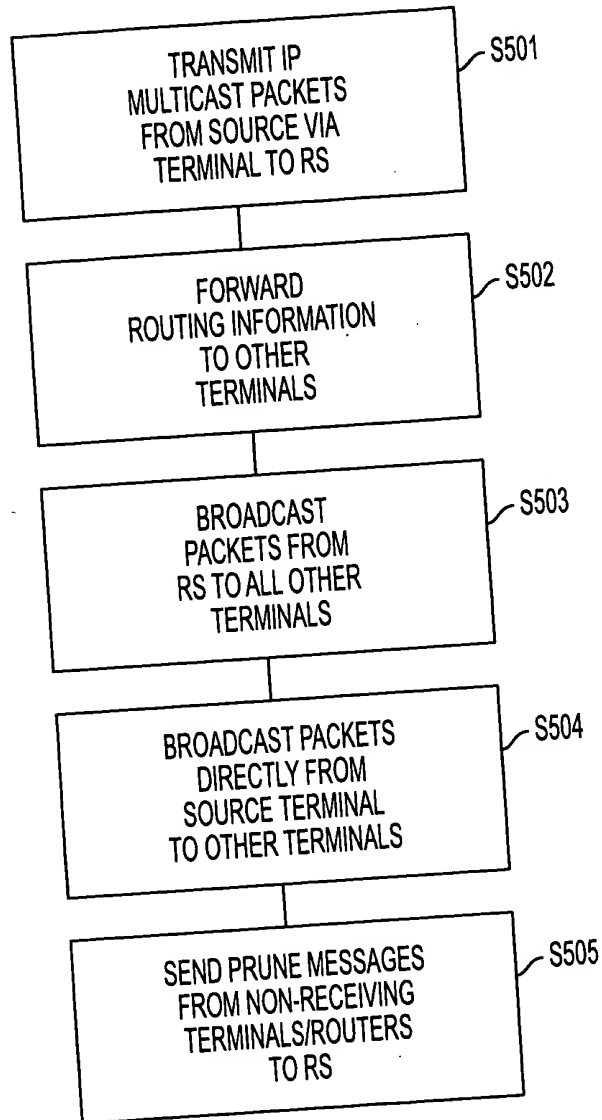 TRANSMIT IP
MULTICAST PACKETS
FROM SOURCE VIA
TERMINAL TO RS
S501
FORWARD
ROUTING INFORMATION
TO OTHER
TERMINALS
S502
BROADCAST
PACKETS FROM
RS TO ALL OTHER
TERMINALS
S503
BROADCAST PACKETS
DIRECTLY FROM
SOURCE TERMINAL
TO OTHER TERMINALS
S504
SEND PRUNE MESSAGES
FROM NON-RECEIVING
TERMINALS/ROUTERS
TO RS
S505